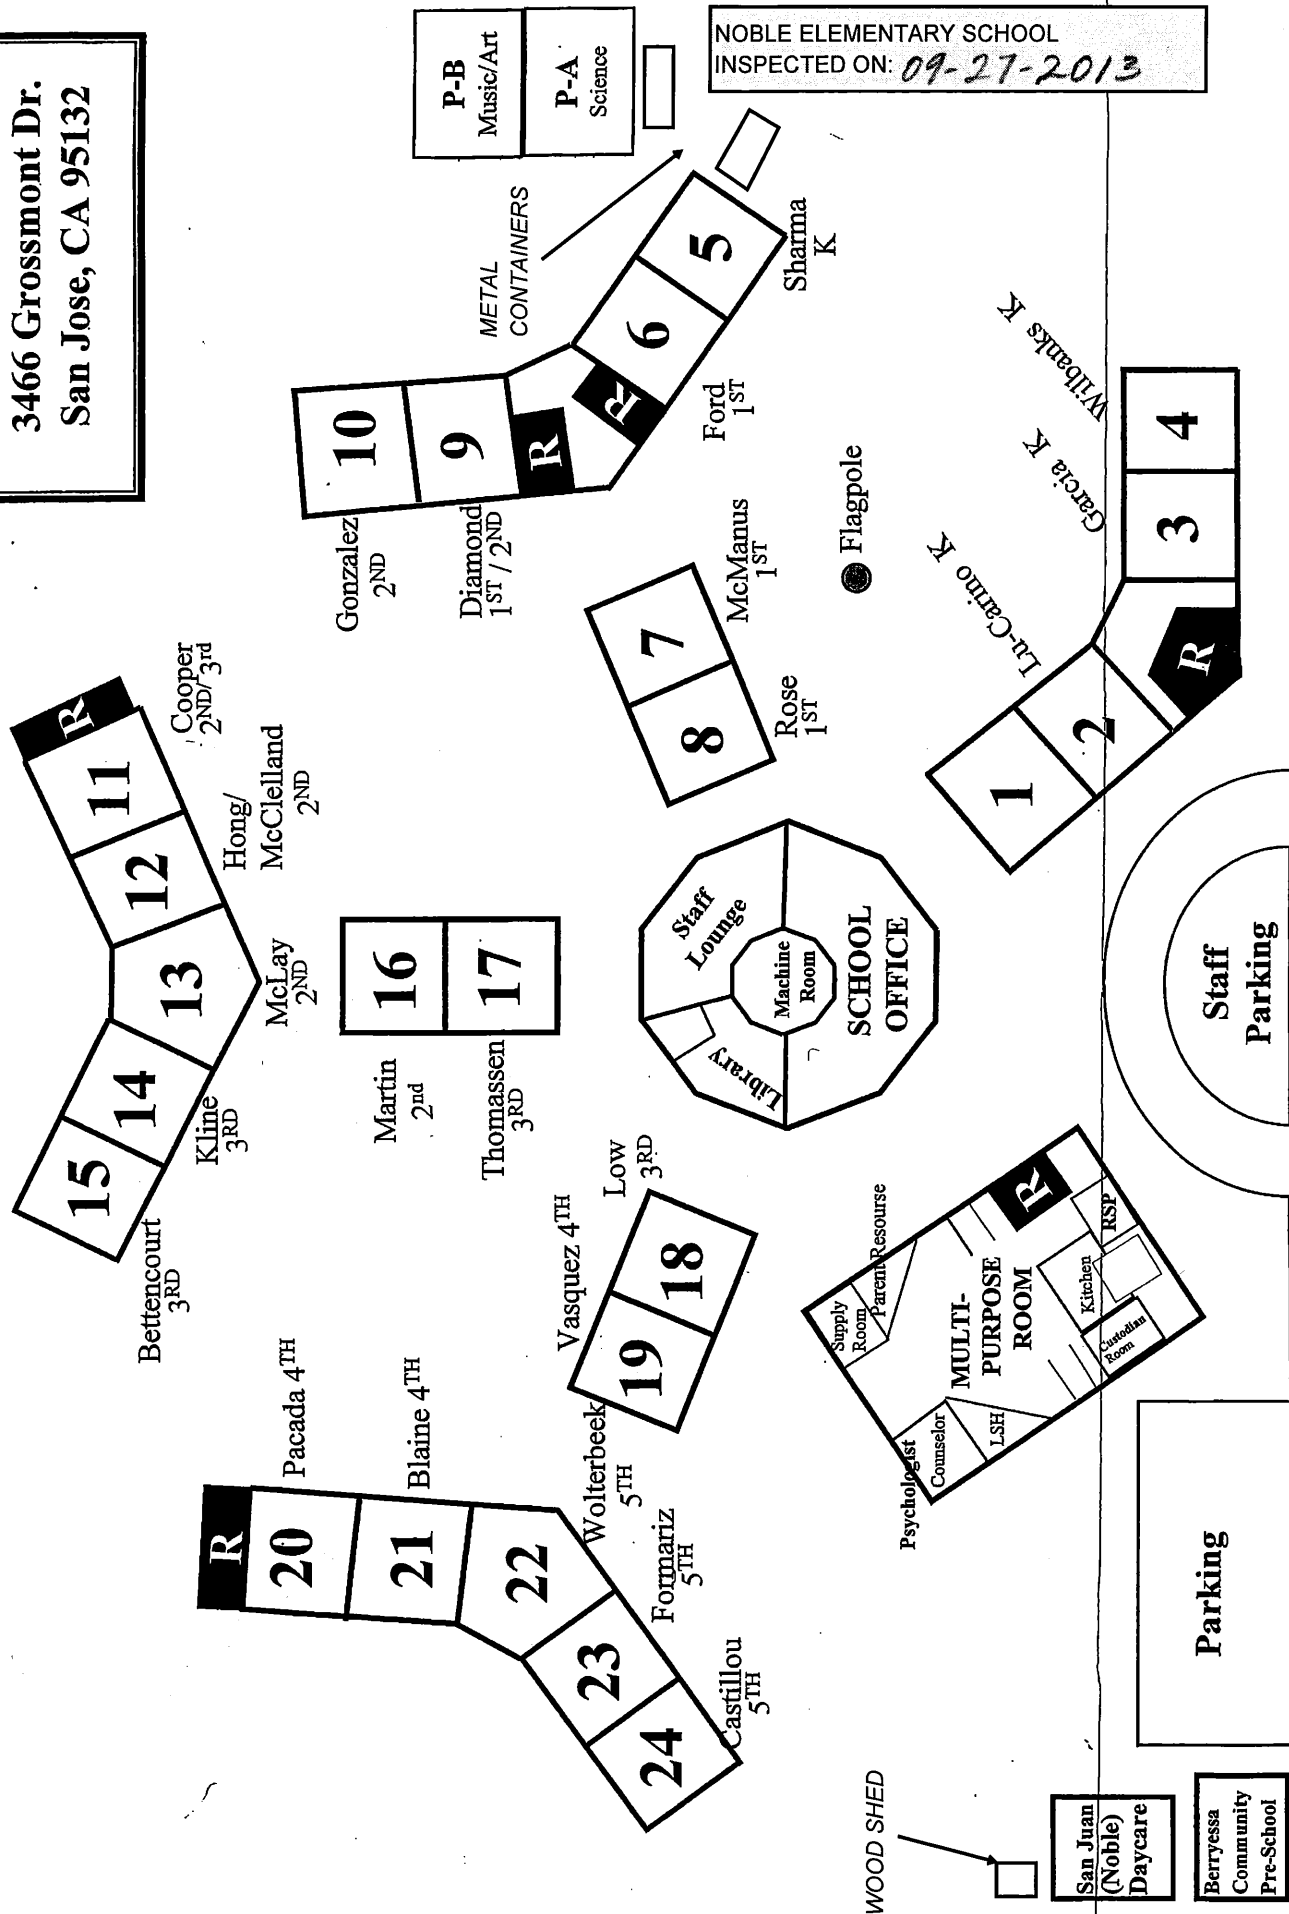 3466 Grossmont Dr.
San Jose, CA 95132
NOBLE ELEMENTARY SCHOOL
INSPECTED ON: 09-27-2013
P-B
Music/Art
P-A
Science
METAL
CONTAINERS
5
Sharma
K
6
Ford
1ST
R
R
9
Diamond
1ST / 2ND
10
Gonzalez
2ND
7
McManus
1ST
8
Rose
1ST
Flagpole
Wilbanks K
4
Garcia K
3
Lu-Carino K
R
2
1
R
11
Cooper
2ND/3rd
12
Hong/
McClelland
2ND
13
McLay
2ND
14
Kline
3RD
15
Bettencourt
3RD
16
Martin
2nd
17
Thomassen
3RD
Staff
Lounge
Machine
Room
Library
SCHOOL
OFFICE
Staff
Parking
18
Low
3RD
19
Vasquez 4TH
R
20
Pacada 4TH
21
Blaine 4TH
22
Wolterbeek
5TH
23
Formariz
5TH
24
Castillou
5TH
Supply
Room
Parent Resourse
R
RSP
MULTI-
PURPOSE
ROOM
Kitchen
Custodian
Room
Psychologist
Counselor
LSH
Parking
WOOD SHED
San Juan
(Noble)
Daycare
Berryessa
Community
Pre-School